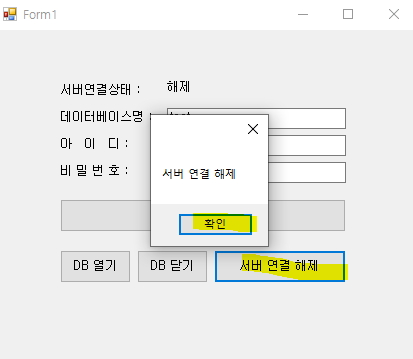 Form1
서버연결상태 : 해제
데이터베이스명 :
아 이 디 :
비 밀 번 호 :
서버 연결 해제
확인
DB 열기 DB 닫기 서버 연결 해제